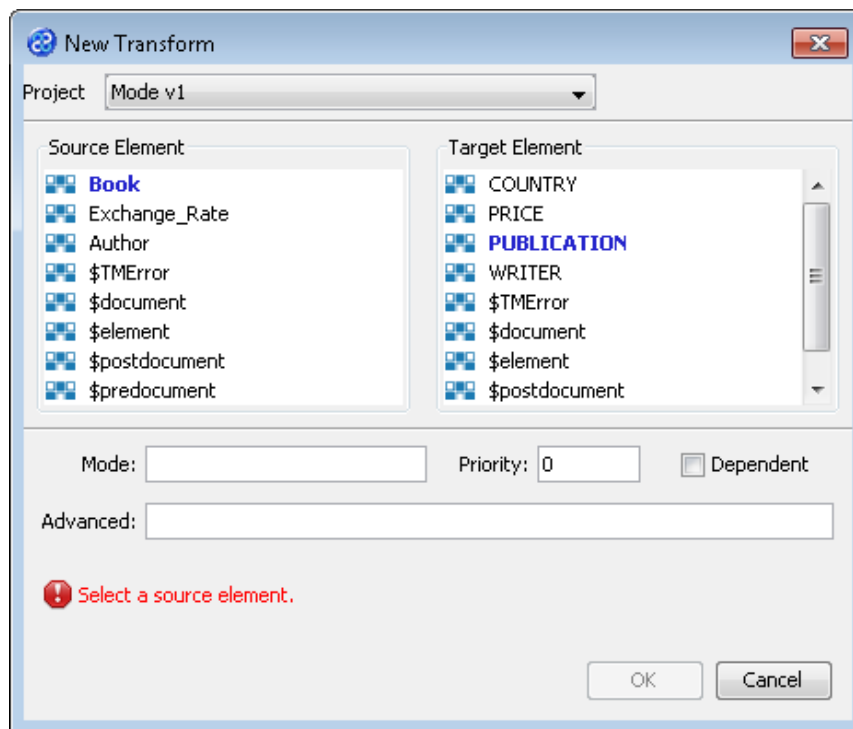 New Transform
Project Mode v1
Source Element
Book
Exchange_Rate
Author
$TMError
$document
$element
$postdocument
$predocument
Target Element
COUNTRY
PRICE
PUBLICATION
WRITER
$TMError
$document
$element
$postdocument
Mode: Priority: 0 Dependent
Advanced:
Select a source element.
OK Cancel